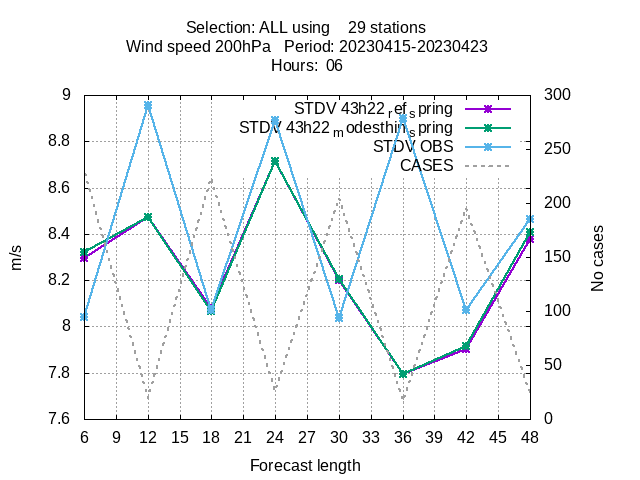 Selection: ALL using 29 stations
Wind speed 200hPa Period: 20230415-20230423
Hours: 06
STDV 43h22_ref_spring
STDV 43h22_modesthin_spring
STDV OBS
CASES
9
8.8
8.6
8.4
8.2
8
7.8
7.6
300
250
200
150
100
50
0
m/s
No cases
6 9 12 15 18 21 24 27 30 33 36 39 42 45 48
Forecast length